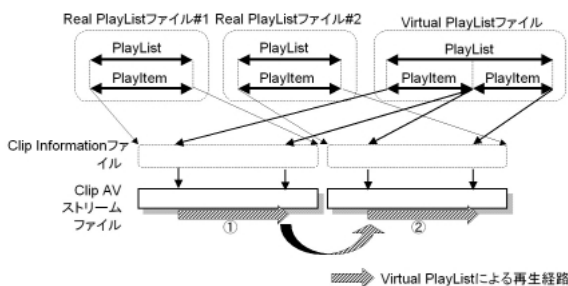 Real PlayListファイル#1
Real PlayListファイル#2
Virtual PlayListファイル
PlayList
PlayList
PlayList
PlayItem
PlayItem
PlayItem
PlayItem
Clip Informationファ
イル
Clip AV
ストリーム
ファイル
①
②
Virtual PlayListによる再生経路